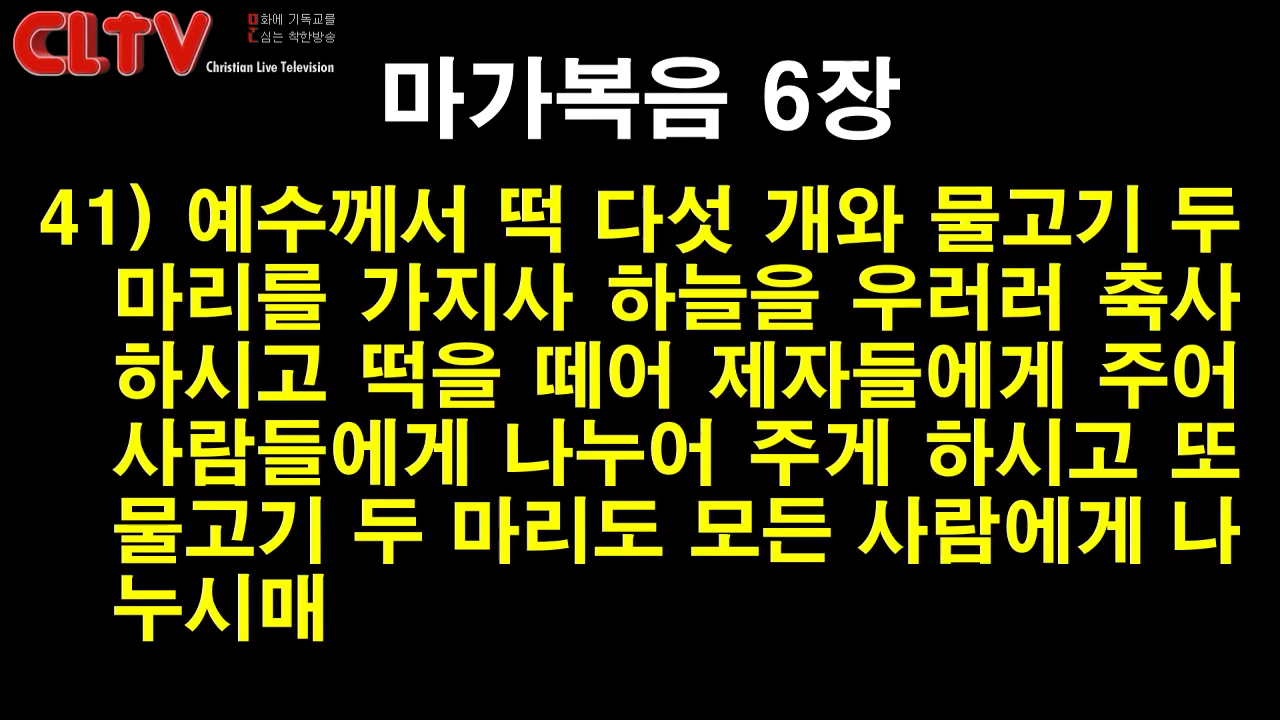 CLTV
문화에 기독교를
심는 착한방송
Christian Live Television
마가복음 6장
41) 예수께서 떡 다섯 개와 물고기 두
마리를 가지사 하늘을 우러러 축사
하시고 떡을 떼어 제자들에게 주어
사람들에게 나누어 주게 하시고 또
물고기 두 마리도 모든 사람에게 나
누시매